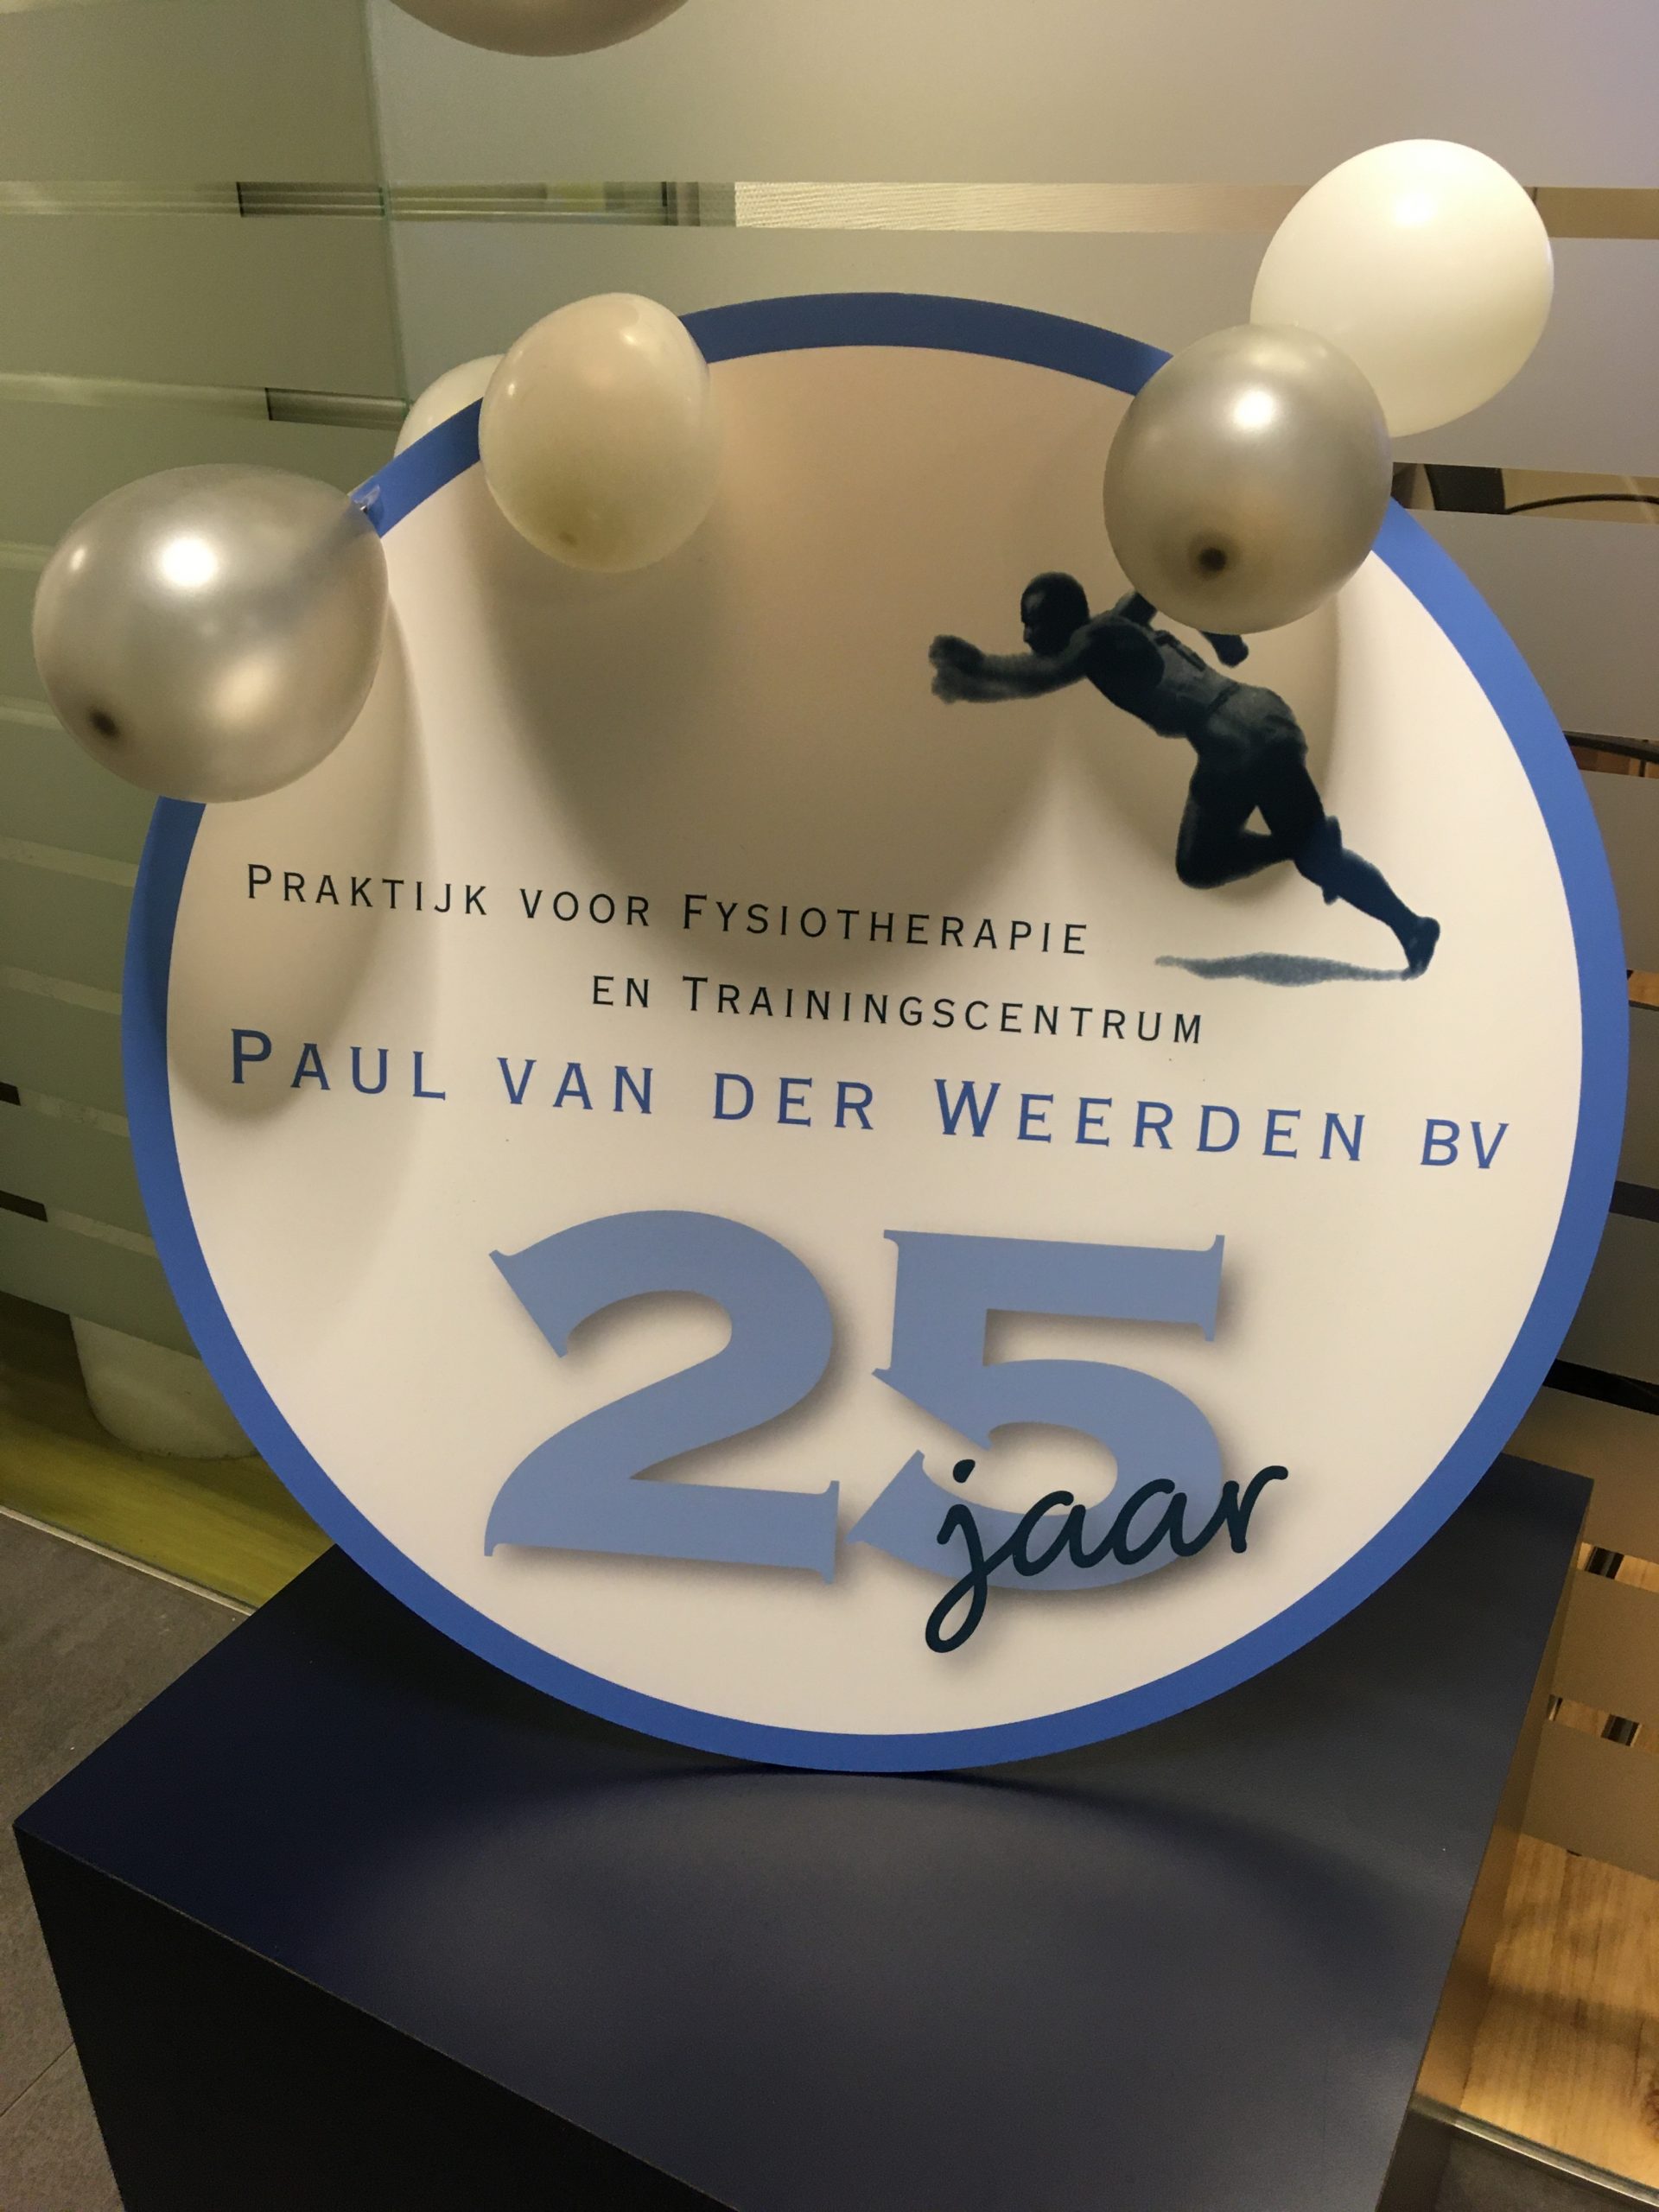 Praktijk voor Fysiotherapie
en Trainingscentrum
Paul van der Weerden bv
25
jaar